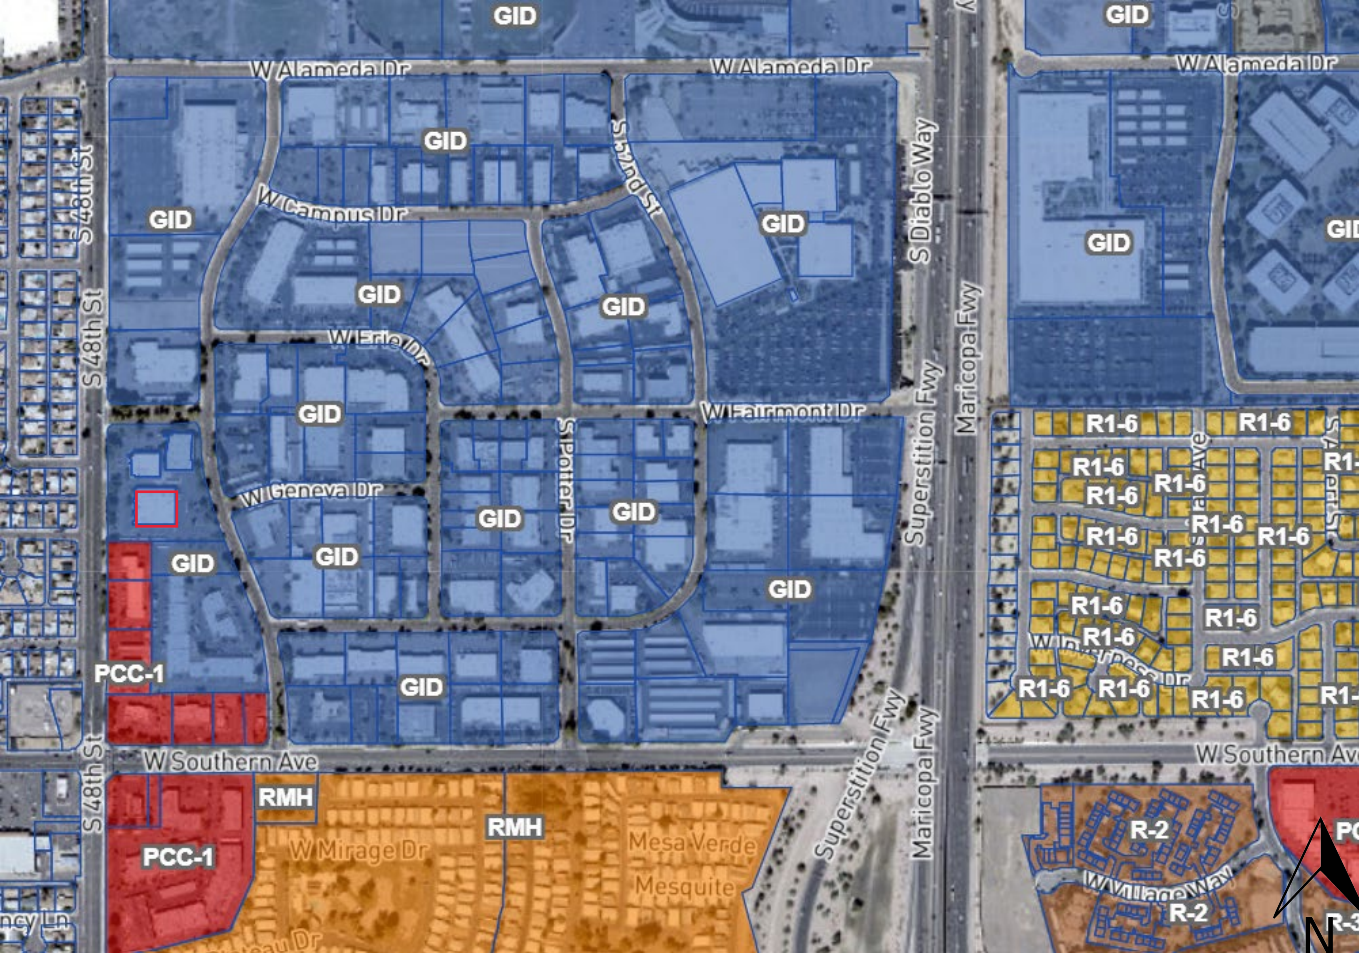 GID
GID
W Alameda Dr
W Alameda Dr
W Alameda Dr
S 48th St
S 52nd St
S Diablo Way
GID
W Campus Dr
GID
GID
GID
GID
GID
GID
S 48th St
Maricopa Fwy
W Erie Dr
Superstition Fwy
GID
W Fairmont Dr
R1-6
R1-6
S Potter Dr
R1-6
R1-6
R1-6
W Geneva Dr
GID
GID
R1-6
R1-6
R1-6
GID
GID
R1-6
GID
R1-6
R1-6
R1-6
W Inverness Dr
R1-6
PCC-1
GID
R1-6
R1-6
R1-6
Superstition Fwy
Maricopa Fwy
S 48th St
W Southern Ave
W Southern Ave
RMH
RMH
R-2
W Mirage Dr
Mesa Verde
PCC-1
Mesquite
W Village Way
R-2
N